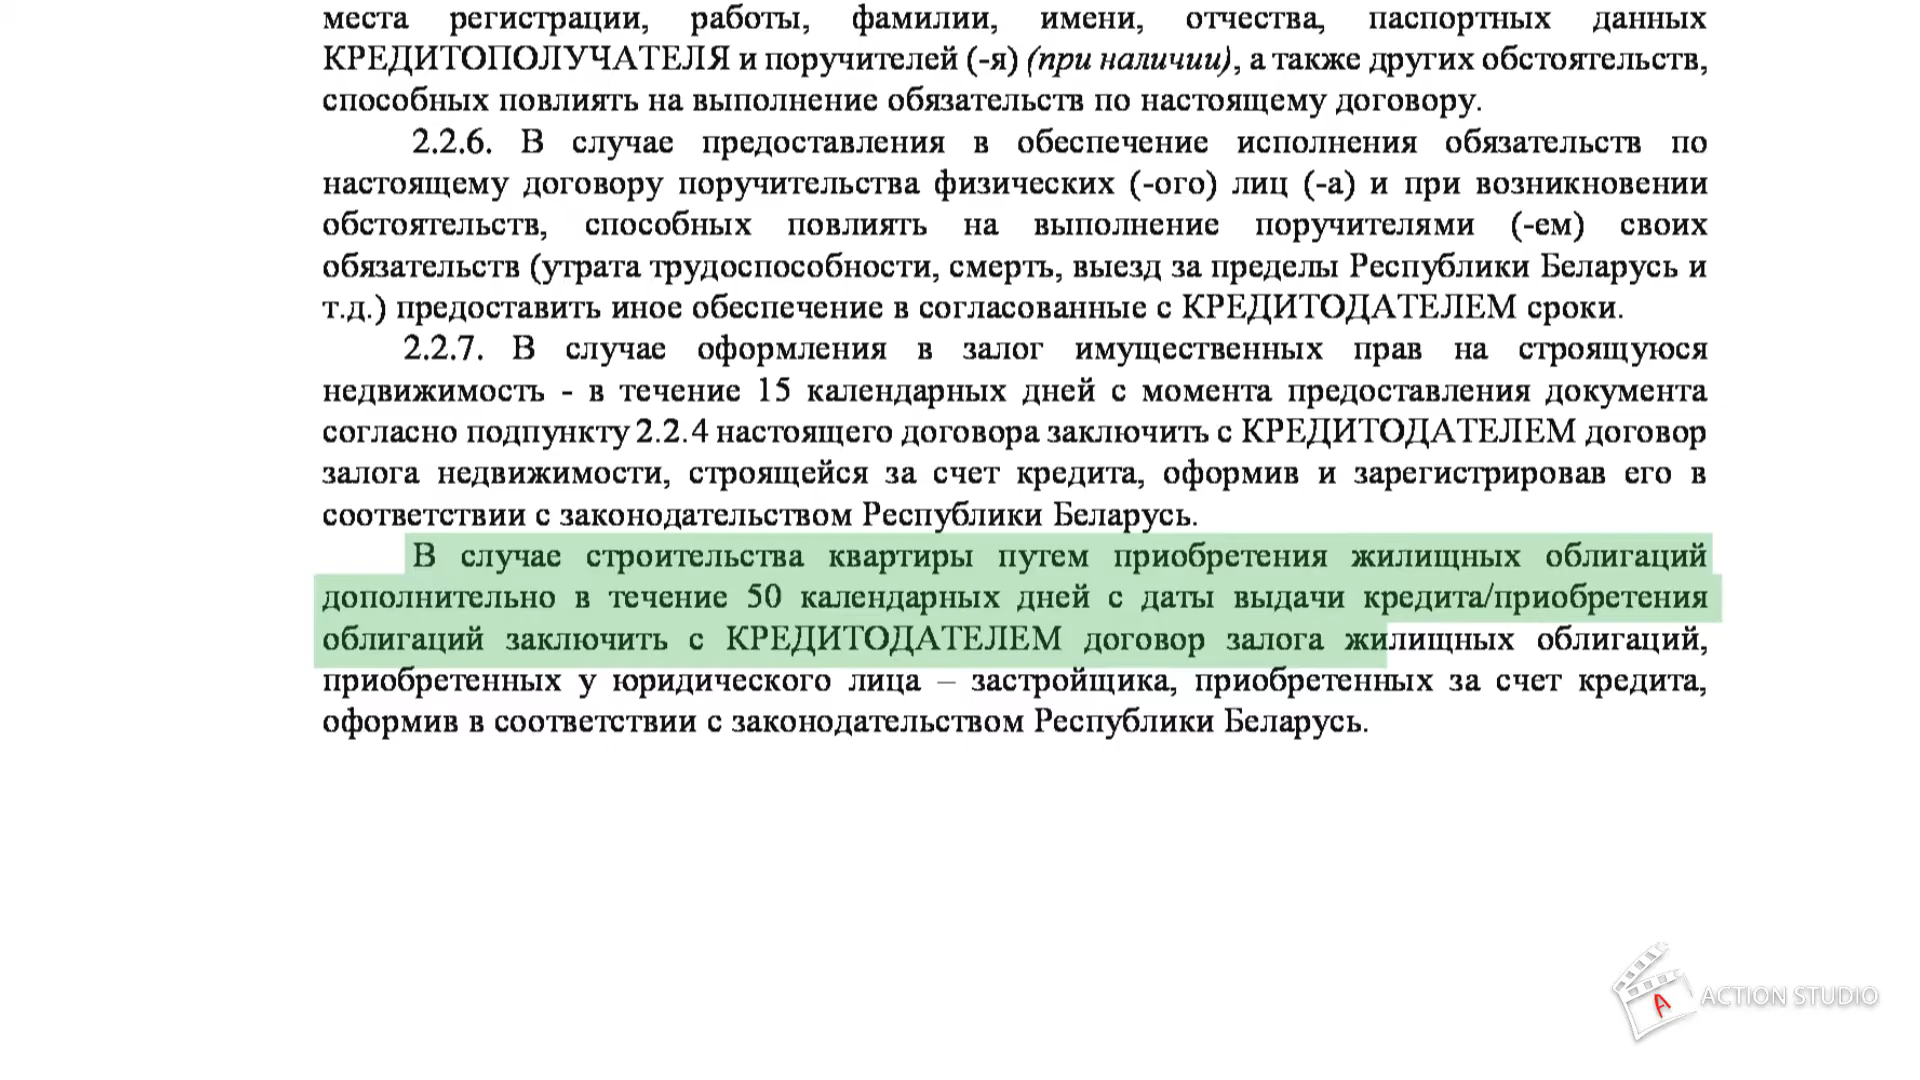 места регистрации, работы, фамилии, имени, отчества, паспортных данных
КРЕДИТОПОЛУЧАТЕЛЯ и поручителей (-я) (при наличии), а также других обстоятельств,
способных повлиять на выполнение обязательств по настоящему договору.
2.2.6. В случае предоставления в обеспечение исполнения обязательств по
настоящему договору поручительства физических (-ого) лиц (-а) и при возникновении
обстоятельств, способных повлиять на выполнение поручителями (-ем) своих
обязательств (утрата трудоспособности, смерть, выезд за пределы Республики Беларусь и
т.д.) предоставить иное обеспечение в согласованные с КРЕДИТОДАТЕЛЕМ сроки.
2.2.7. В случае оформления в залог имущественных прав на строящуюся
недвижимость - в течение 15 календарных дней с момента предоставления документа
согласно подпункту 2.2.4 настоящего договора заключить с КРЕДИТОДАТЕЛЕМ договор
залога недвижимости, строящейся за счет кредита, оформив и зарегистрировав его в
соответствии с законодательством Республики Беларусь.
В случае строительства квартиры путем приобретения жилищных облигаций
дополнительно в течение 50 календарных дней с даты выдачи кредита/приобретения
облигаций заключить с КРЕДИТОДАТЕЛЕМ договор залога жилищных облигаций,
приобретенных у юридического лица – застройщика, приобретенных за счет кредита,
оформив в соответствии с законодательством Республики Беларусь.
A ACTION STUDIO